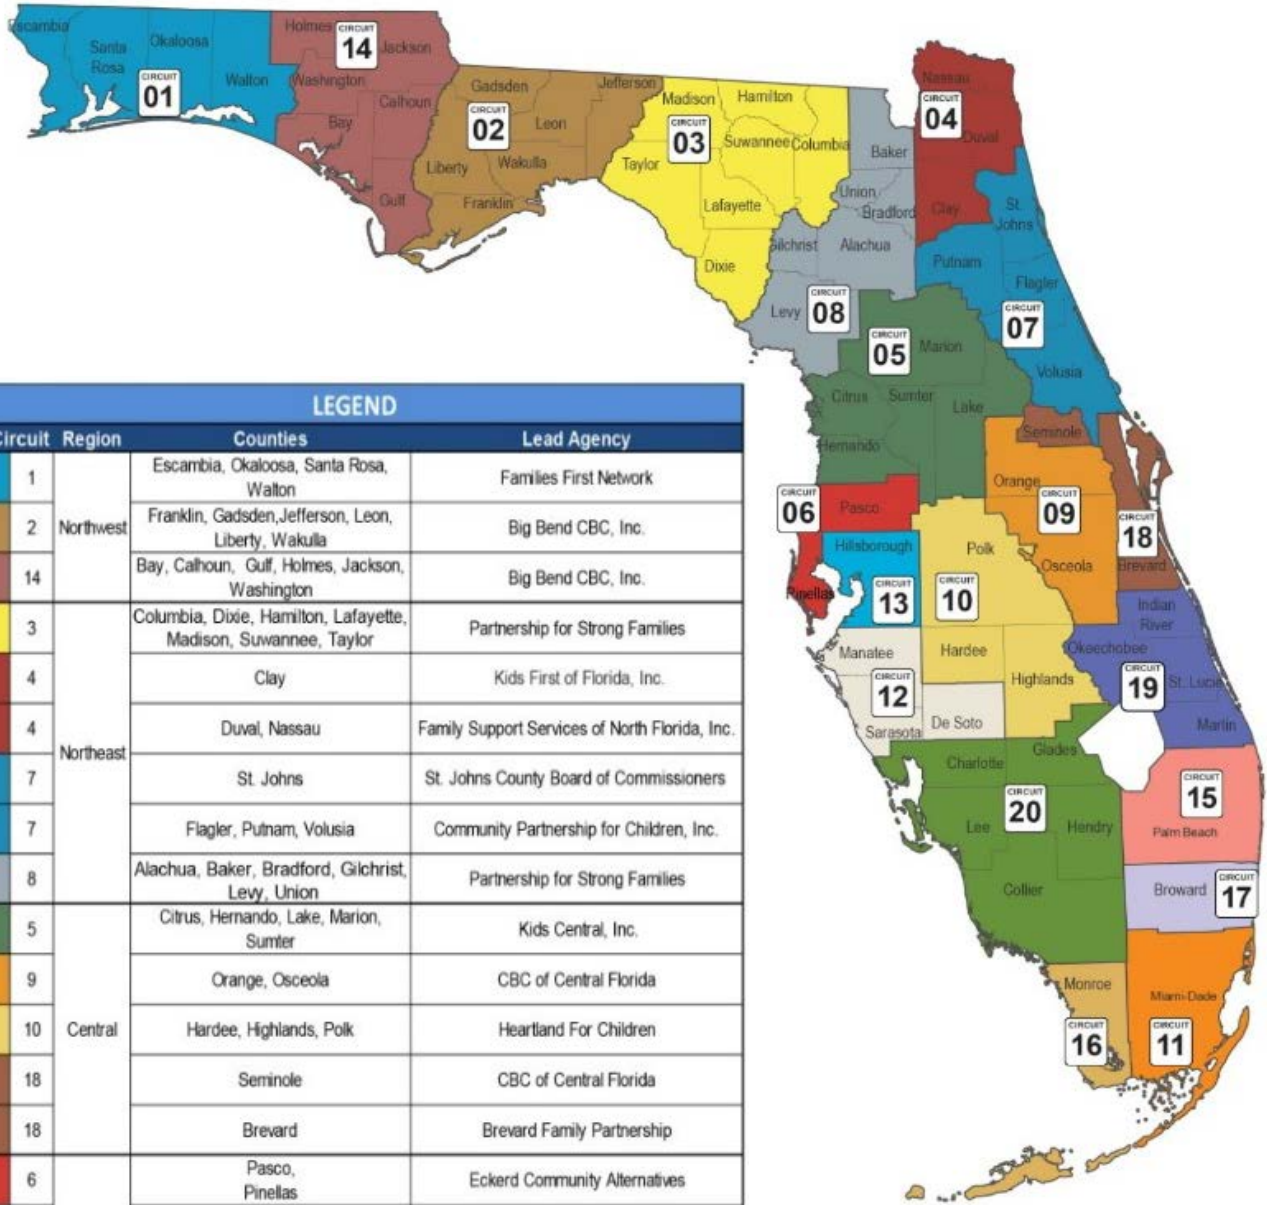 Escambia
Santa
Rosa
Okaloosa
Walton
CIRCUIT
01
Holmes
CIRCUIT
14
Jackson
Washington
Calhoun
Bay
Gulf
Gadsden
Jefferson
CIRCUIT
02
Leon
Liberty
Wakulla
Franklin
Madison
Hamilton
CIRCUIT
03
Suwannee
Columbia
Taylor
Lafayette
Dixie
Nassau
CIRCUIT
04
Duval
Clay
Baker
Union
Bradford
Gilchrist
Alachua
Levy
CIRCUIT
08
St.
Johns
Putnam
Flagler
CIRCUIT
07
Volusia
CIRCUIT
05
Marion
Citrus
Sumter
Lake
Hernando
Seminole
Orange
CIRCUIT
09
Osceola
CIRCUIT
06
Pasco
Pinellas
Hillsborough
CIRCUIT
13
Polk
CIRCUIT
10
Hardee
Highlands
CIRCUIT
18
Brevard
Indian
River
Okeechobee
CIRCUIT
19
St. Lucie
Martin
Manatee
CIRCUIT
12
Sarasota
De Soto
Charlotte
Glades
CIRCUIT
20
Lee
Hendry
Collier
CIRCUIT
15
Palm Beach
Broward
CIRCUIT
17
Monroe
CIRCUIT
16
Miami-Dade
CIRCUIT
11
LEGEND
Circuit Region Counties Lead Agency
1 Escambia, Okaloosa, Santa Rosa,
Walton Families First Network
Northwest
2 Franklin, Gadsden,Jefferson, Leon,
Liberty, Wakulla Big Bend CBC, Inc.
14 Bay, Calhoun, Gulf, Holmes, Jackson,
Washington Big Bend CBC, Inc.
3 Columbia, Dixie, Hamilton, Lafayette,
Madison, Suwannee, Taylor Partnership for Strong Families
4 Clay Kids First of Florida, Inc.
4 Duval, Nassau Family Support Services of North Florida, Inc.
Northeast
7 St. Johns St. Johns County Board of Commissioners
7 Flagler, Putnam, Volusia Community Partnership for Children, Inc.
8 Alachua, Baker, Bradford, Gilchrist,
Levy, Union Partnership for Strong Families
5 Citrus, Hernando, Lake, Marion,
Sumter Kids Central, Inc.
9 Orange, Osceola CBC of Central Florida
10 Central Hardee, Highlands, Polk Heartland For Children
18 Seminole CBC of Central Florida
18 Brevard Brevard Family Partnership
6 Pasco,
Pinellas Eckerd Community Alternatives